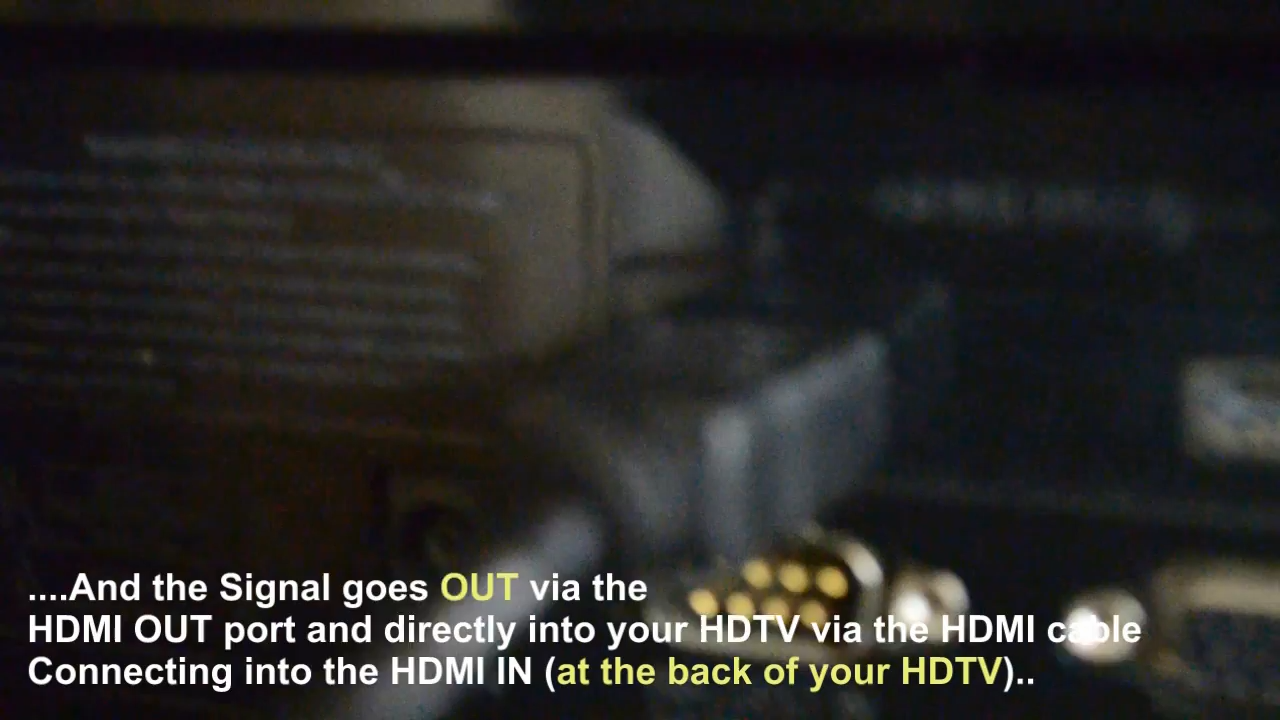 ....And the Signal goes OUT via the
HDMI OUT port and directly into your HDTV via the HDMI cable
Connecting into the HDMI IN (at the back of your HDTV)..